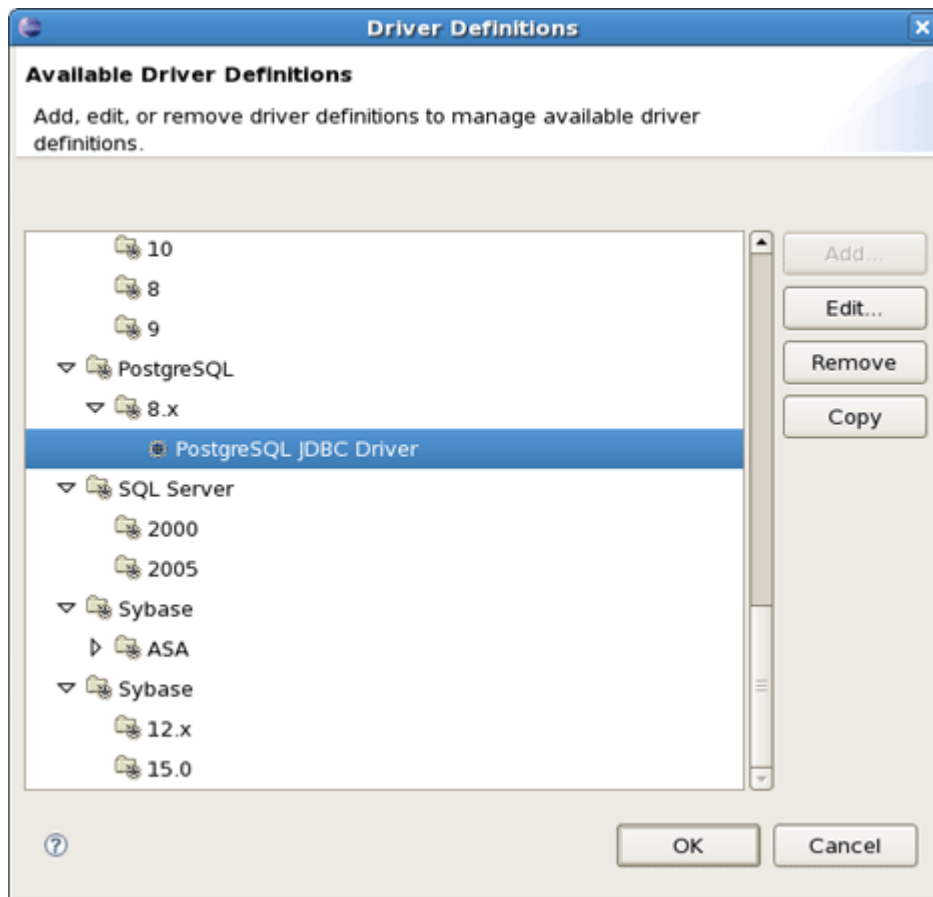 Driver Definitions
Available Driver Definitions
Add, edit, or remove driver definitions to manage available driver
definitions.
10
8
9
PostgreSQL
8.x
PostgreSQL JDBC Driver
SQL Server
2000
2005
Sybase
ASA
Sybase
12.x
15.0
Add...
Edit...
Remove
Copy
OK
Cancel